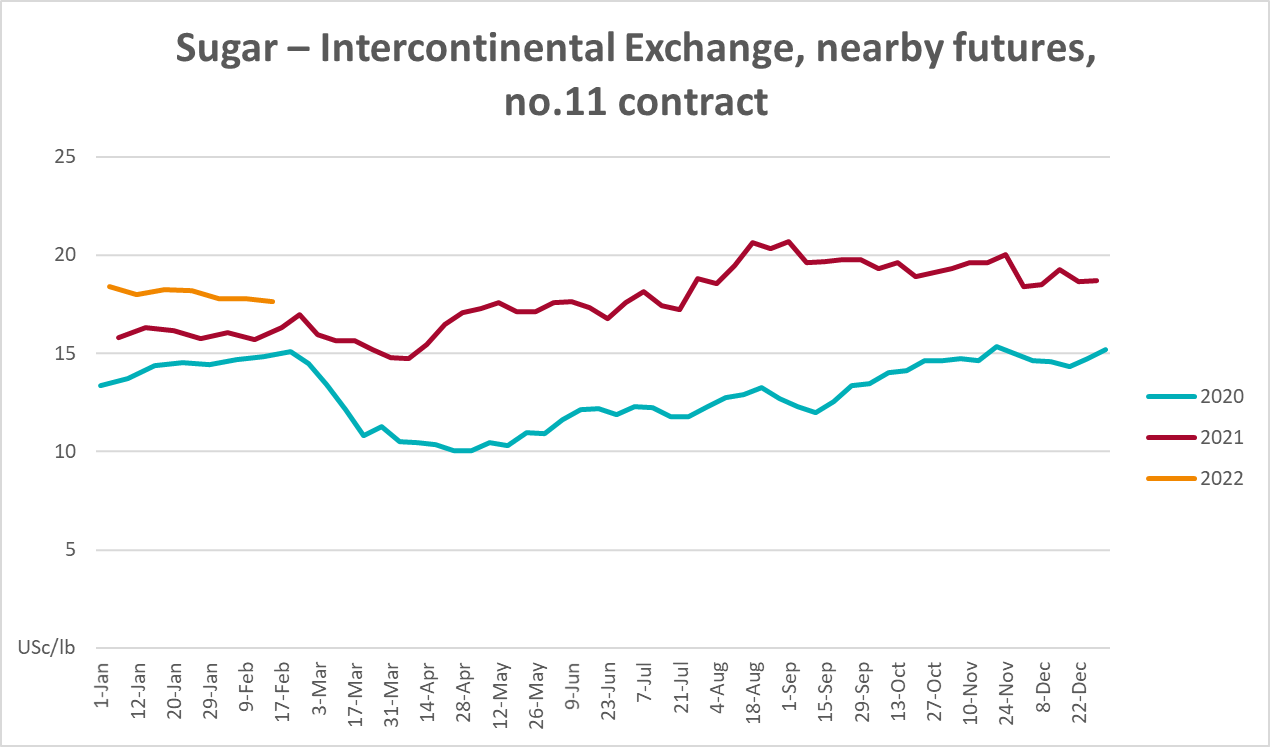 Sugar – Intercontinental Exchange, nearby futures,
no.11 contract
25
20
15
10
5
USc/lb
1-Jan
12-Jan
20-Jan
29-Jan
9-Feb
17-Feb
3-Mar
17-Mar
31-Mar
14-Apr
28-Apr
12-May
26-May
9-Jun
23-Jun
7-Jul
21-Jul
4-Aug
18-Aug
1-Sep
15-Sep
29-Sep
13-Oct
27-Oct
10-Nov
24-Nov
8-Dec
22-Dec
2020
2021
2022